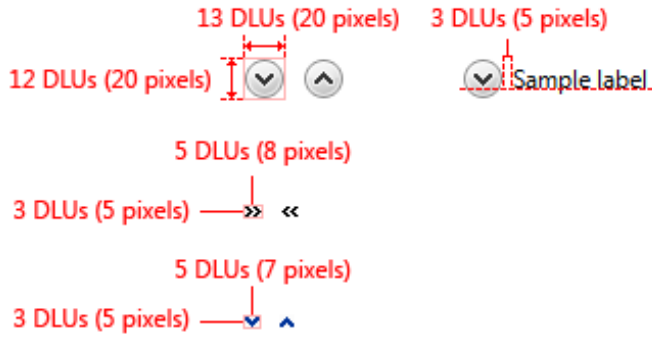 13 DLUs (20 pixels)
3 DLUs (5 pixels)
12 DLUs (20 pixels)
Sample label
5 DLUs (8 pixels)
3 DLUs (5 pixels)
5 DLUs (7 pixels)
3 DLUs (5 pixels)